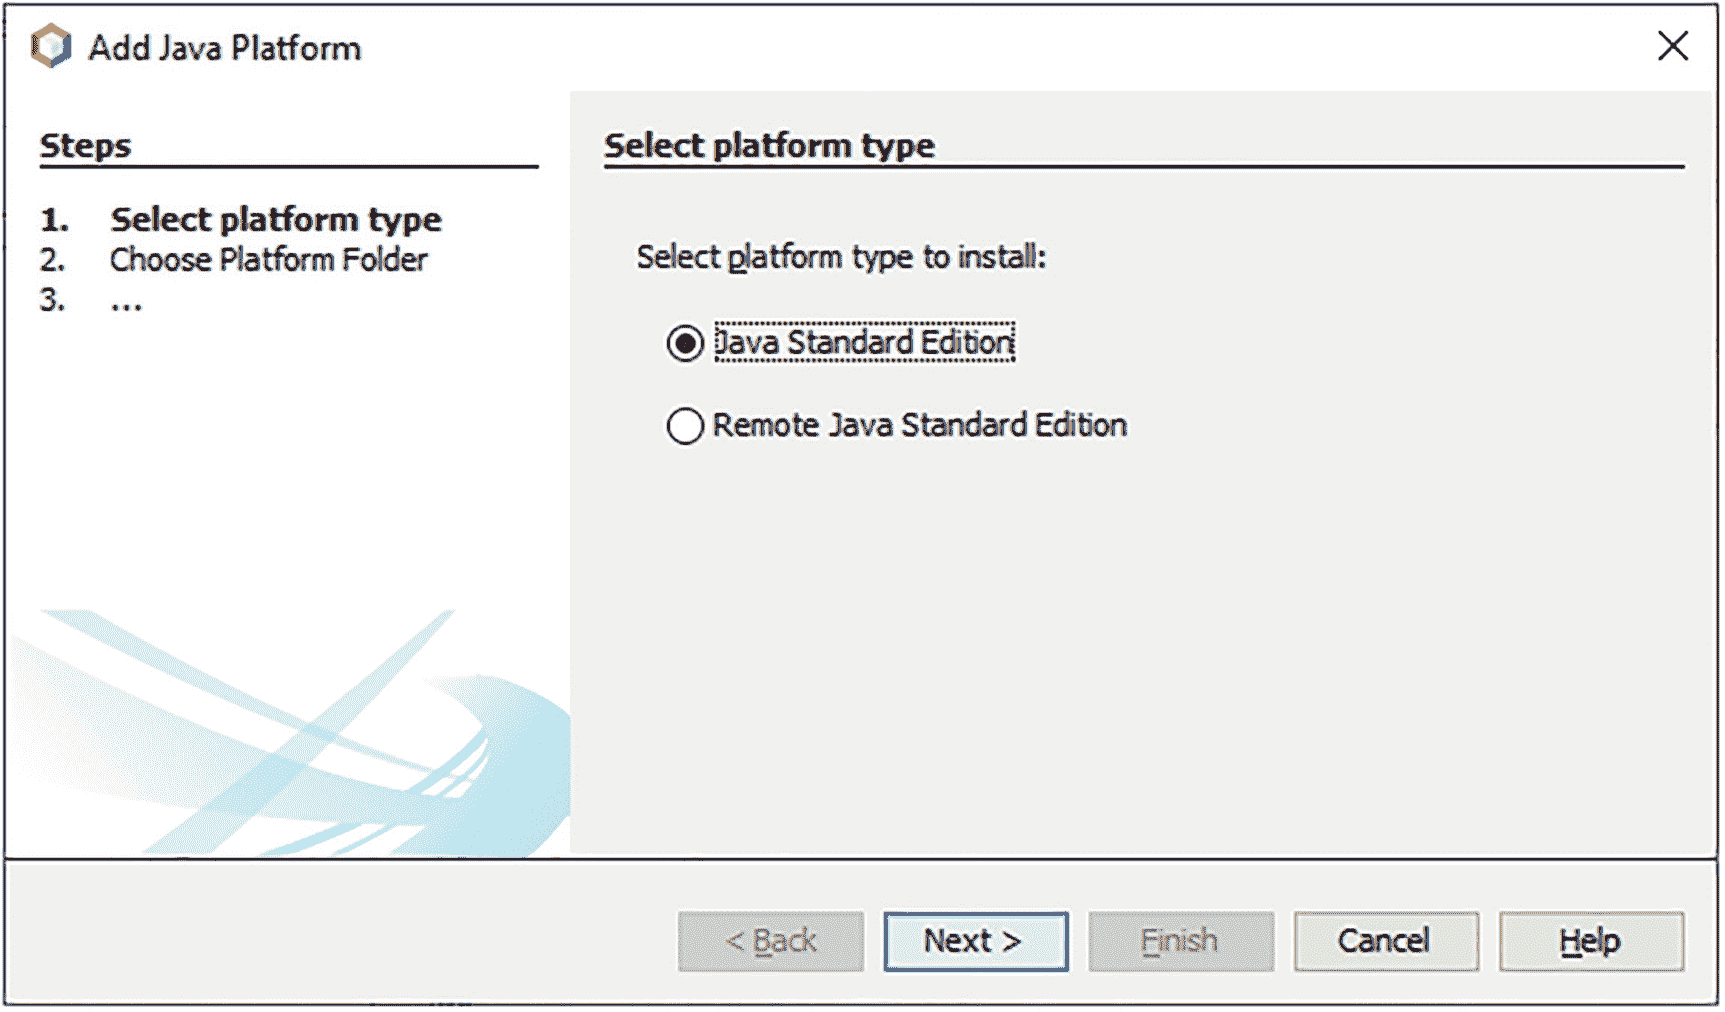 Add Java Platform
Steps
1. Select platform type
2. Choose Platform Folder
3. ...
Select platform type
Select platform type to install:
Java Standard Edition
Remote Java Standard Edition
< Back Next > Finish Cancel Help